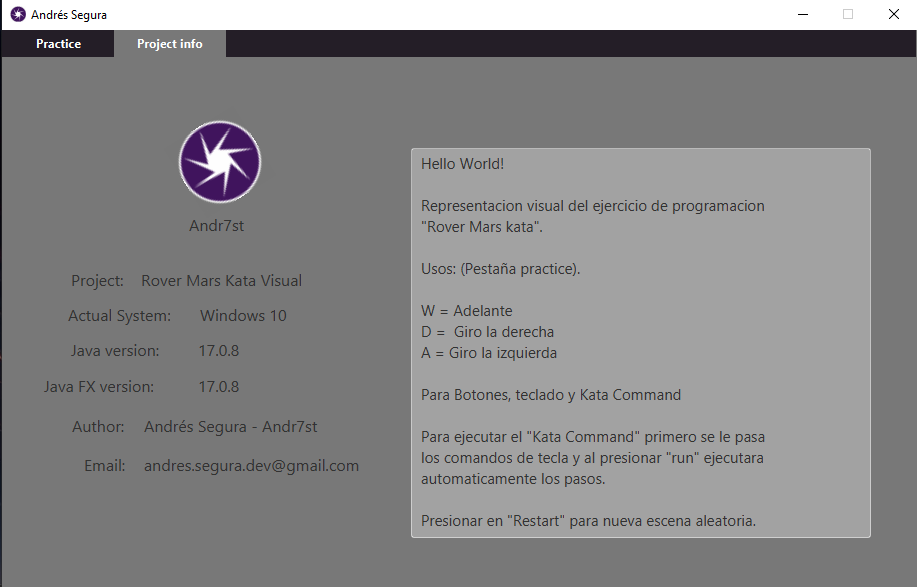 Andrés Segura
Practice
Project info
Andr7st
Project: Rover Mars Kata Visual
Actual System: Windows 10
Java version: 17.0.8
Java FX version: 17.0.8
Author: Andrés Segura - Andr7st
Email: andres.segura.dev@gmail.com
Hello World!
Representacion visual del ejercicio de programacion
"Rover Mars kata".
Usos: (Pestaña practice).
W = Adelante
D =  Giro la derecha
A = Giro la izquierda
Para Botones, teclado y Kata Command
Para ejecutar el "Kata Command" primero se le pasa
los comandos de tecla y al presionar "run" ejecutara
automaticamente los pasos.
Presionar en "Restart" para nueva escena aleatoria.